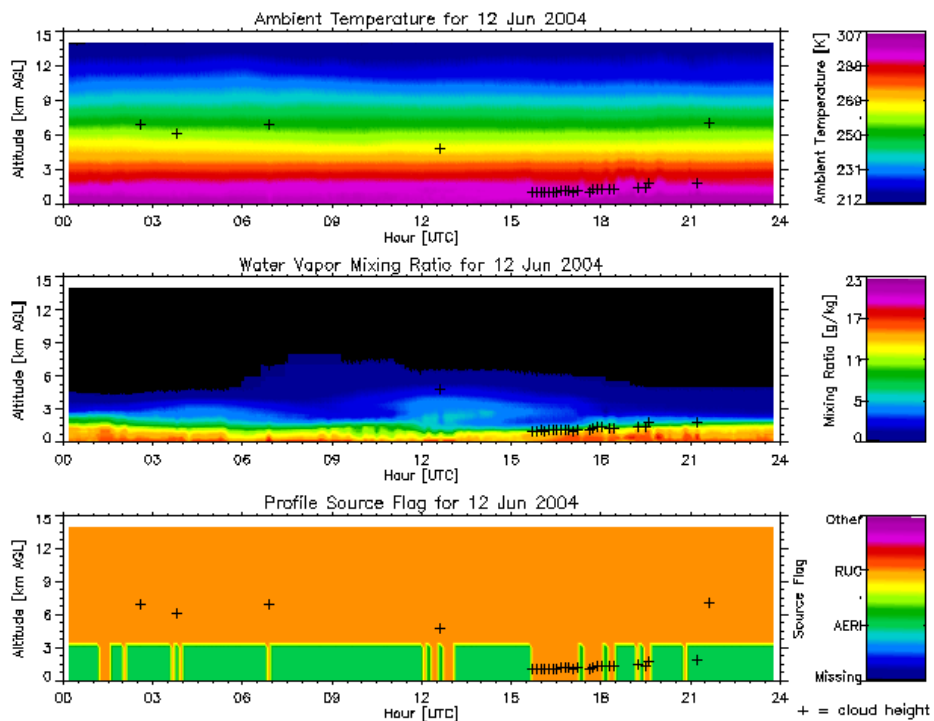 Ambient Temperature for 12 Jun 2004
15
12
9
6
3
0
Altitude [km AGL]
00 03 06 09 12 15 18 21 24
Hour [UTC]
307
288
269
250
231
212
Ambient Temperature [K]
Water Vapor Mixing Ratio for 12 Jun 2004
15
12
9
6
3
0
Altitude [km AGL]
00 03 06 09 12 15 18 21 24
Hour [UTC]
23
17
11
5
0
Mixing Ratio [g/kg]
Profile Source Flag for 12 Jun 2004
15
12
9
6
3
0
Altitude [km AGL]
00 03 06 09 12 15 18 21 24
Hour [UTC]
Other
RUC
AERI
Missing
Source Flag
+ = cloud height